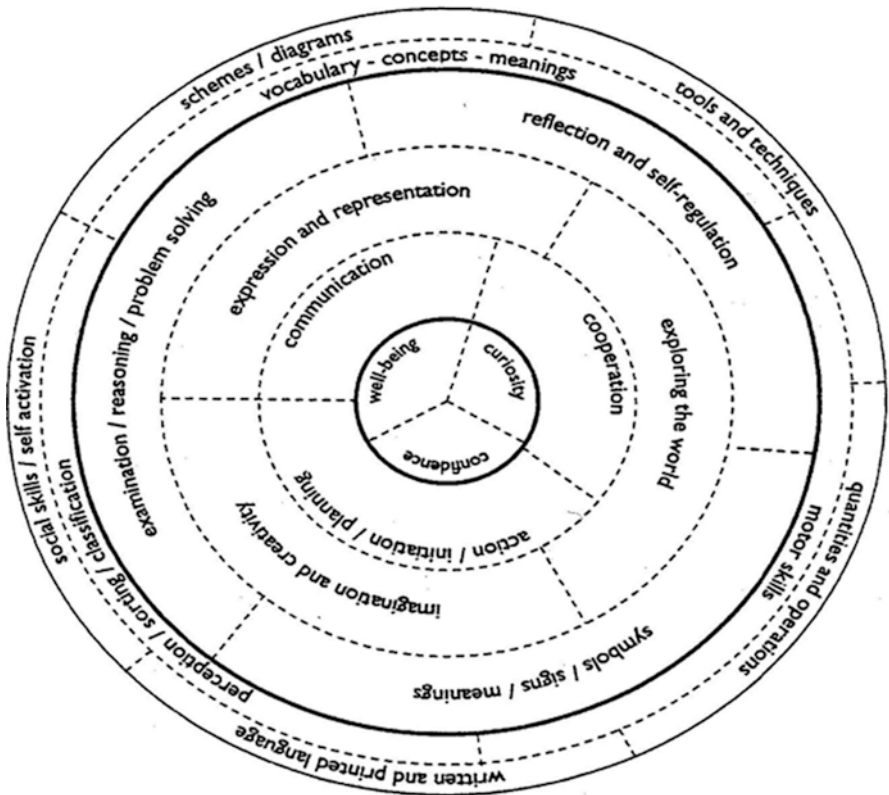 schemes / diagrams
vocabulary - concepts - meanings
tools and techniques
reflection and self-regulation
expression and representation
communication
examination / reasoning / problem solving
well-being
curiosity
confidence
cooperation
exploring the world
social skills / self activation
action / initiation / planning
imagination and creativity
quantities and operations
motor skills
perception / sorting / classification
symbols / signs / meanings
written and printed language